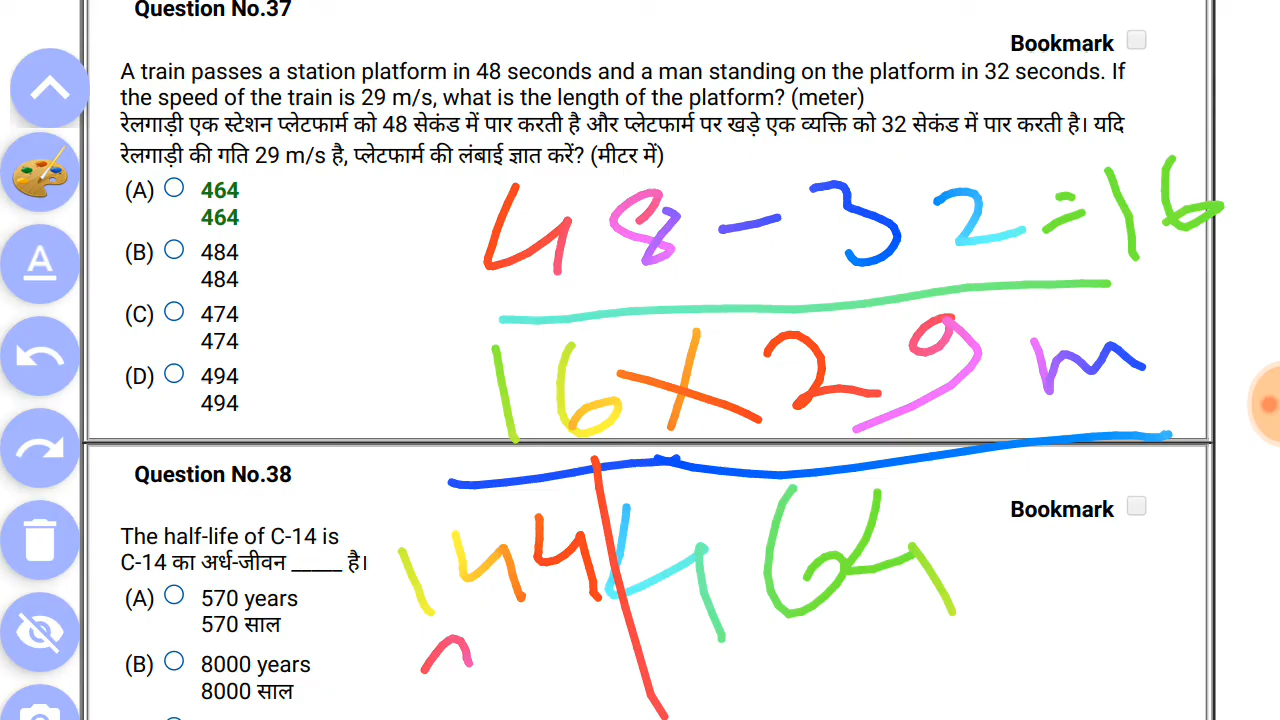 Question No.37
Bookmark
A train passes a station platform in 48 seconds and a man standing on the platform in 32 seconds. If
the speed of the train is 29 m/s, what is the length of the platform? (meter)
रेलगाड़ी एक स्टेशन प्लेटफार्म को 48 सेकंड में पार करती है और प्लेटफार्म पर खड़े एक व्यक्ति को 32 सेकंड में पार करती है। यदि
रेलगाड़ी की गति 29 m/s है, प्लेटफार्म की लंबाई ज्ञात करें? (मीटर में)
(A) 464
464
(B) 484
484
(C) 474
474
(D) 494
494
48 - 32 = 16
16 x 29 m
464
Question No.38
Bookmark
The half-life of C-14 is
C-14 का अर्ध-जीवन _____ है।
(A) 570 years
570 साल
(B) 8000 years
8000 साल
A